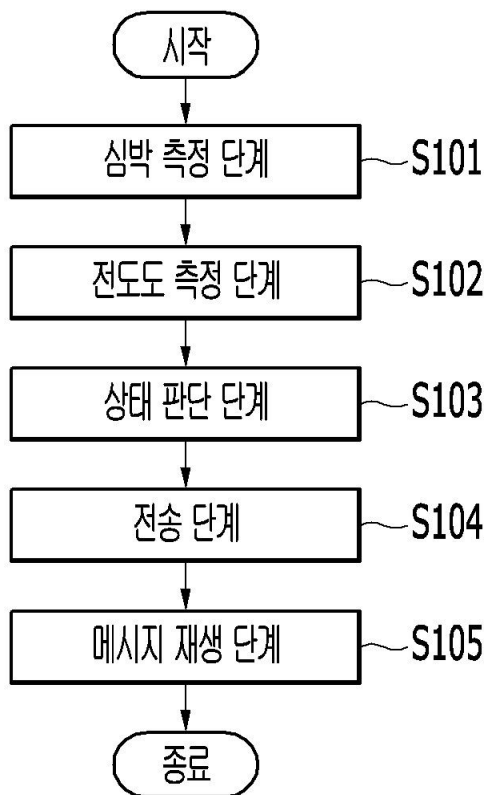 시작
심박 측정 단계 S101
전도도 측정 단계 S102
상태 판단 단계 S103
전송 단계 S104
메시지 재생 단계 S105
종료